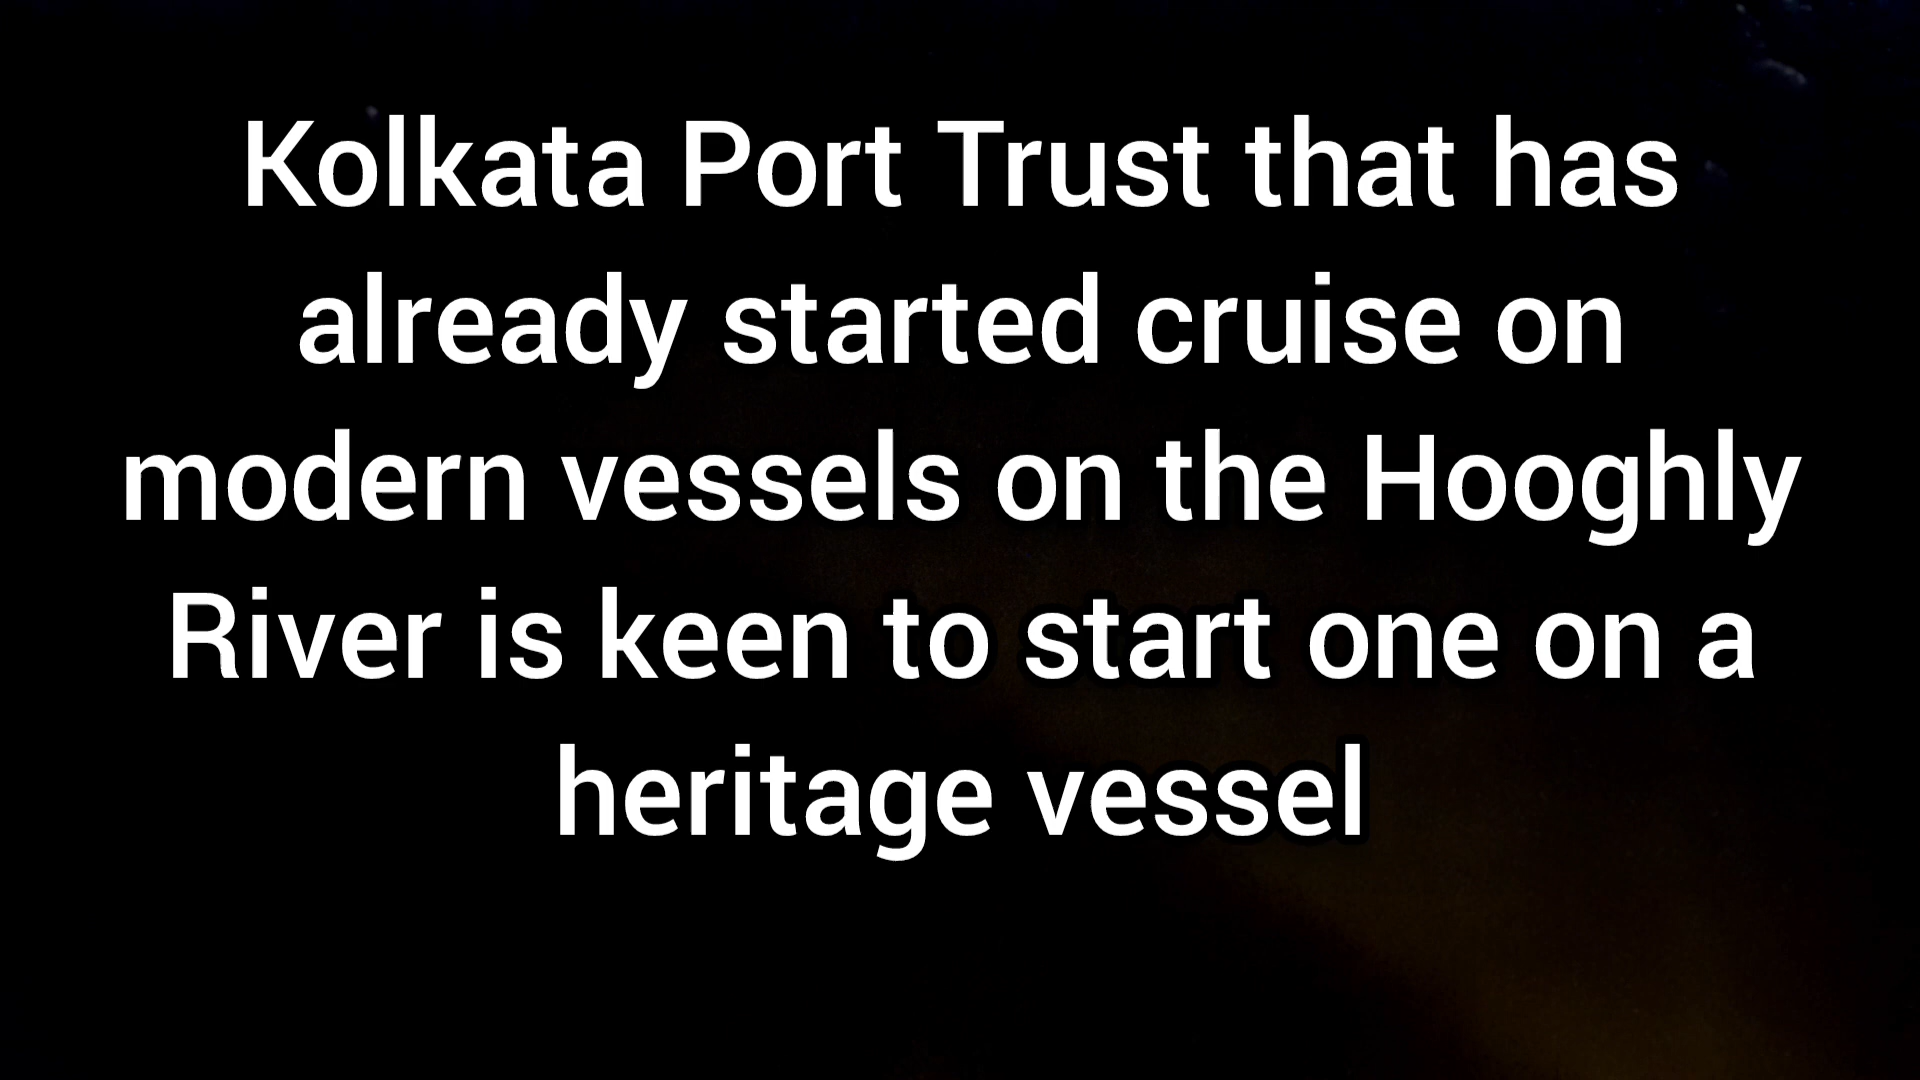 Kolkata Port Trust that has
already started cruise on
modern vessels on the Hooghly
River is keen to start one on a
heritage vessel